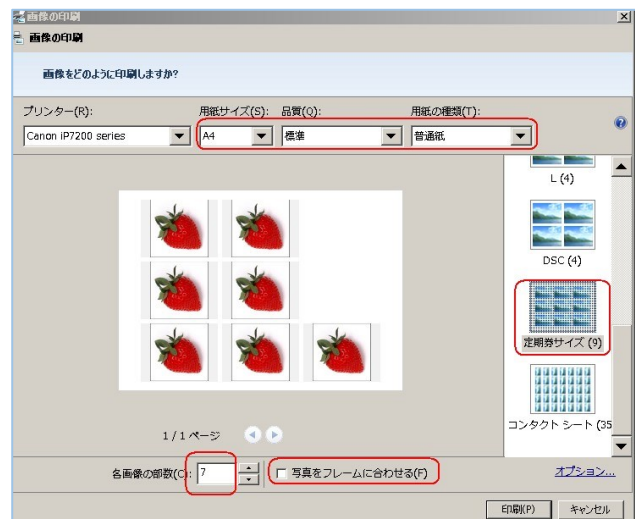 画像の印刷
画像の印刷
画像をどのように印刷しますか?
プリンター(R): 用紙サイズ(S): 品質(Q): 用紙の種類(T):
Canon iP7200 series A4 標準 普通紙
L (4)
DSC (4)
定期券サイズ (9)
コンタクト シート (35
1 / 1 ページ
各画像の部数(C): 7 写真をフレームに合わせる(F) オプション...
印刷(P) キャンセル